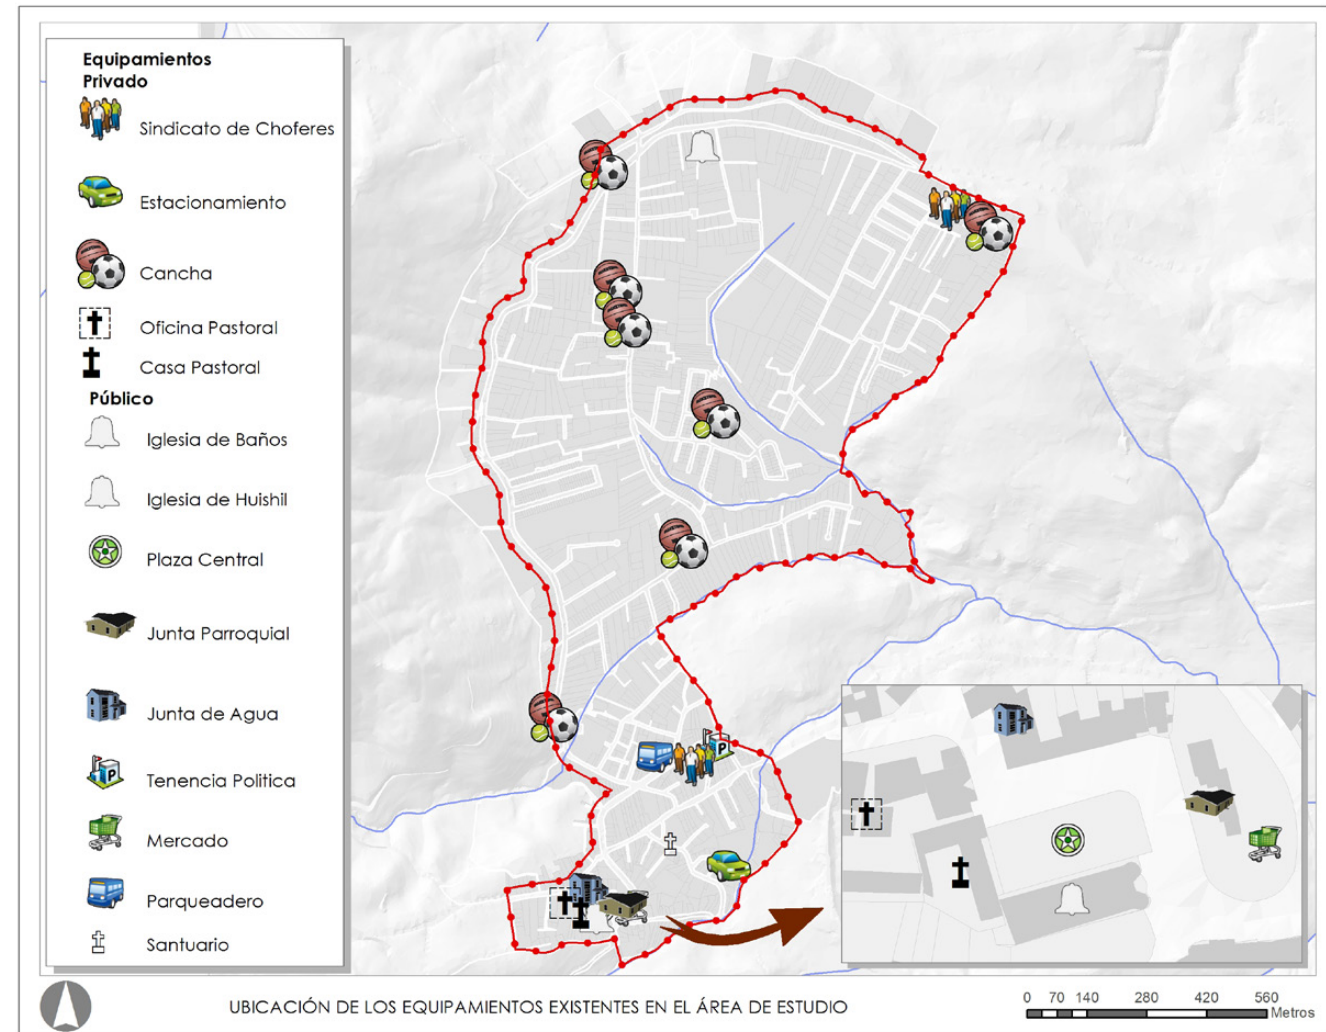 Equipamientos
Privado
Sindicato de Choferes
Estacionamiento
Cancha
Oficina Pastoral
Casa Pastoral
Público
Iglesia de Baños
Iglesia de Huishil
Plaza Central
Junta Parroquial
Junta de Agua
Tenencia Politica
P
Mercado
Parqueadero
Santuario
P
UBICACIÓN DE LOS EQUIPAMIENTOS EXISTENTES EN EL ÁREA DE ESTUDIO
0 70 140 280 420 560
Metros